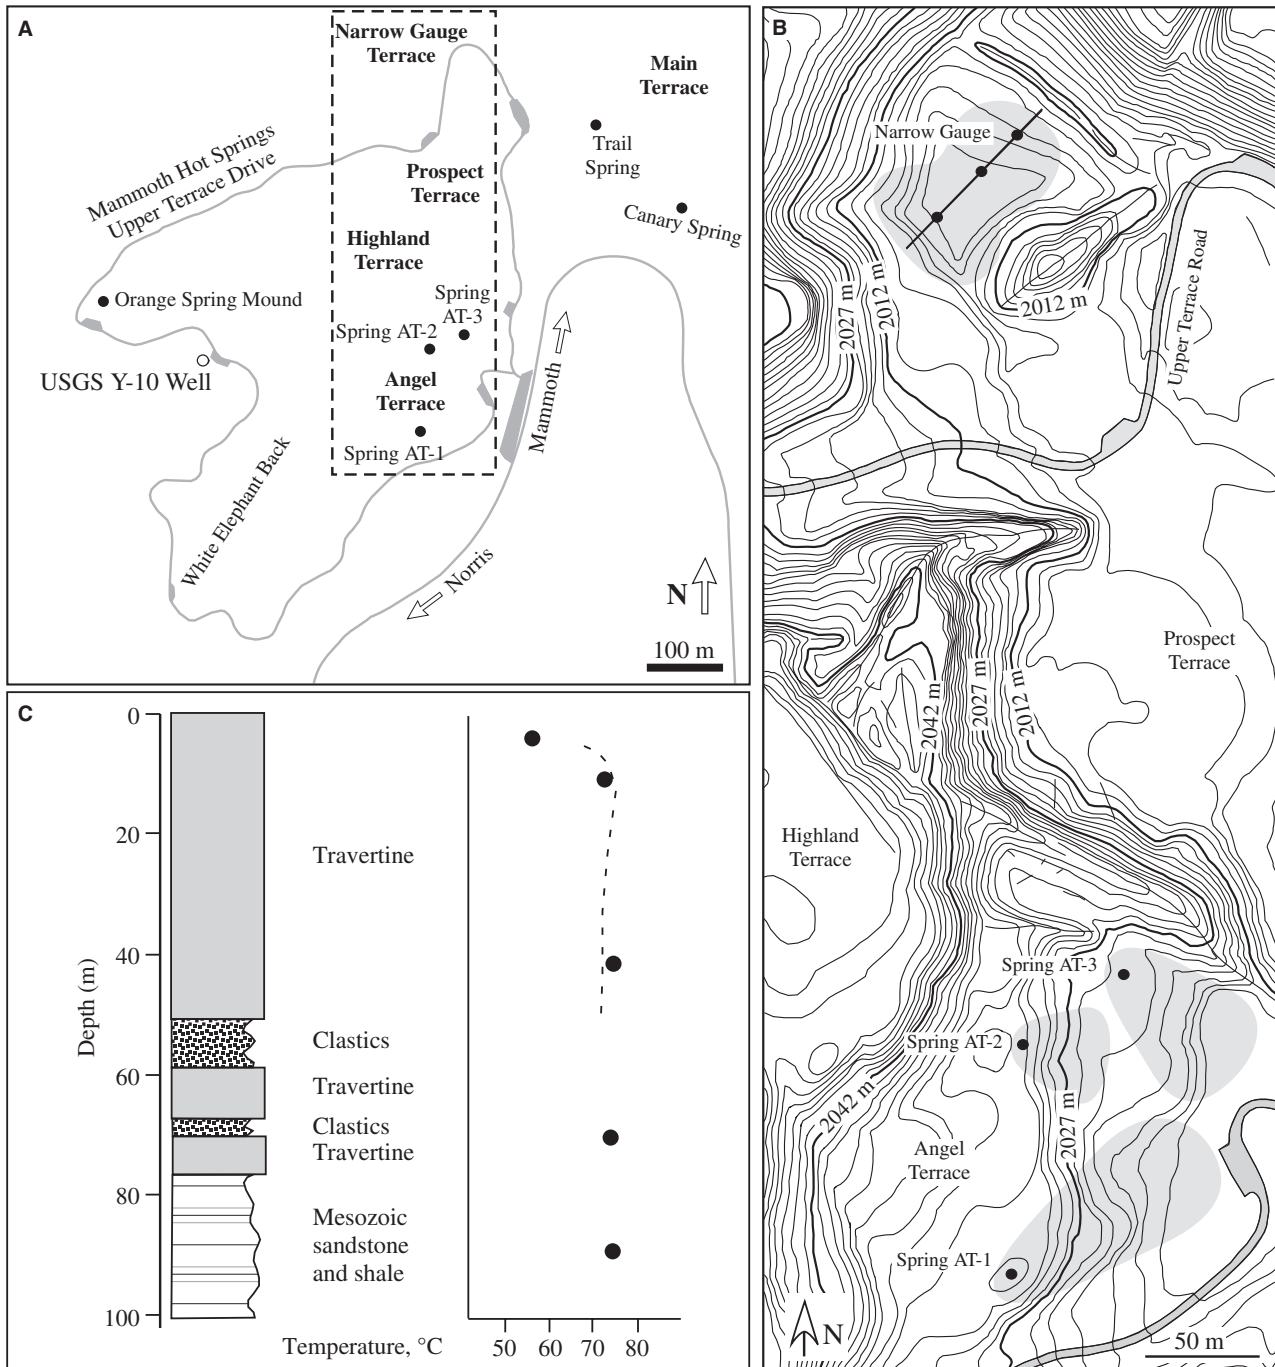 A
Narrow Gauge
Terrace
Main
Terrace
Trail
Spring
Mammoth Hot Springs
Upper Terrace Drive
Prospect
Terrace
Canary Spring
Highland
Terrace
Spring
AT-3
Orange Spring Mound
Spring AT-2
USGS Y-10 Well
Angel
Terrace
Mammoth
Spring AT-1
White Elephant Back
Norris
N
100 m
B
Narrow Gauge
2027 m
2012 m
2012 m
Upper Terrace Road
Prospect
Terrace
2042 m
2027 m
2012 m
Highland
Terrace
Spring AT-3
Spring AT-2
2042 m
2027 m
Angel
Terrace
Spring AT-1
N
50 m
C
0
20
40
60
80
100
Depth (m)
Travertine
Clastics
Travertine
Clastics
Travertine
Mesozoic
sandstone
and shale
Temperature, °C
50
60
70
80